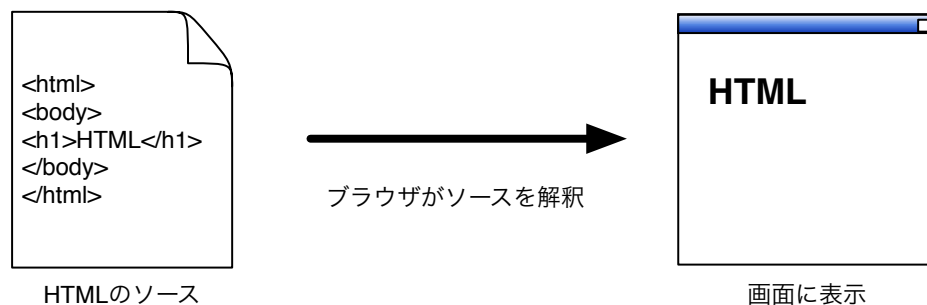 <html>
<body>
<h1>HTML</h1>
</body>
</html>
HTMLのソース
ブラウザがソースを解釈
HTML
画面に表示